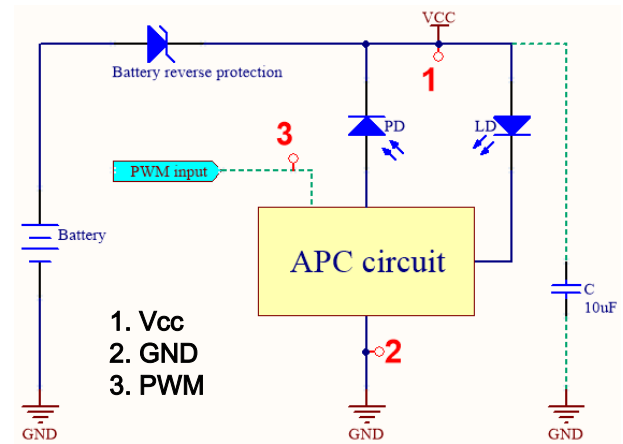 VCC
1
Battery reverse protection
3
PD
LD
PWM input
Battery
APC circuit
C
10uF
1. Vcc
2. GND
3. PWM
2
GND
GND
GND